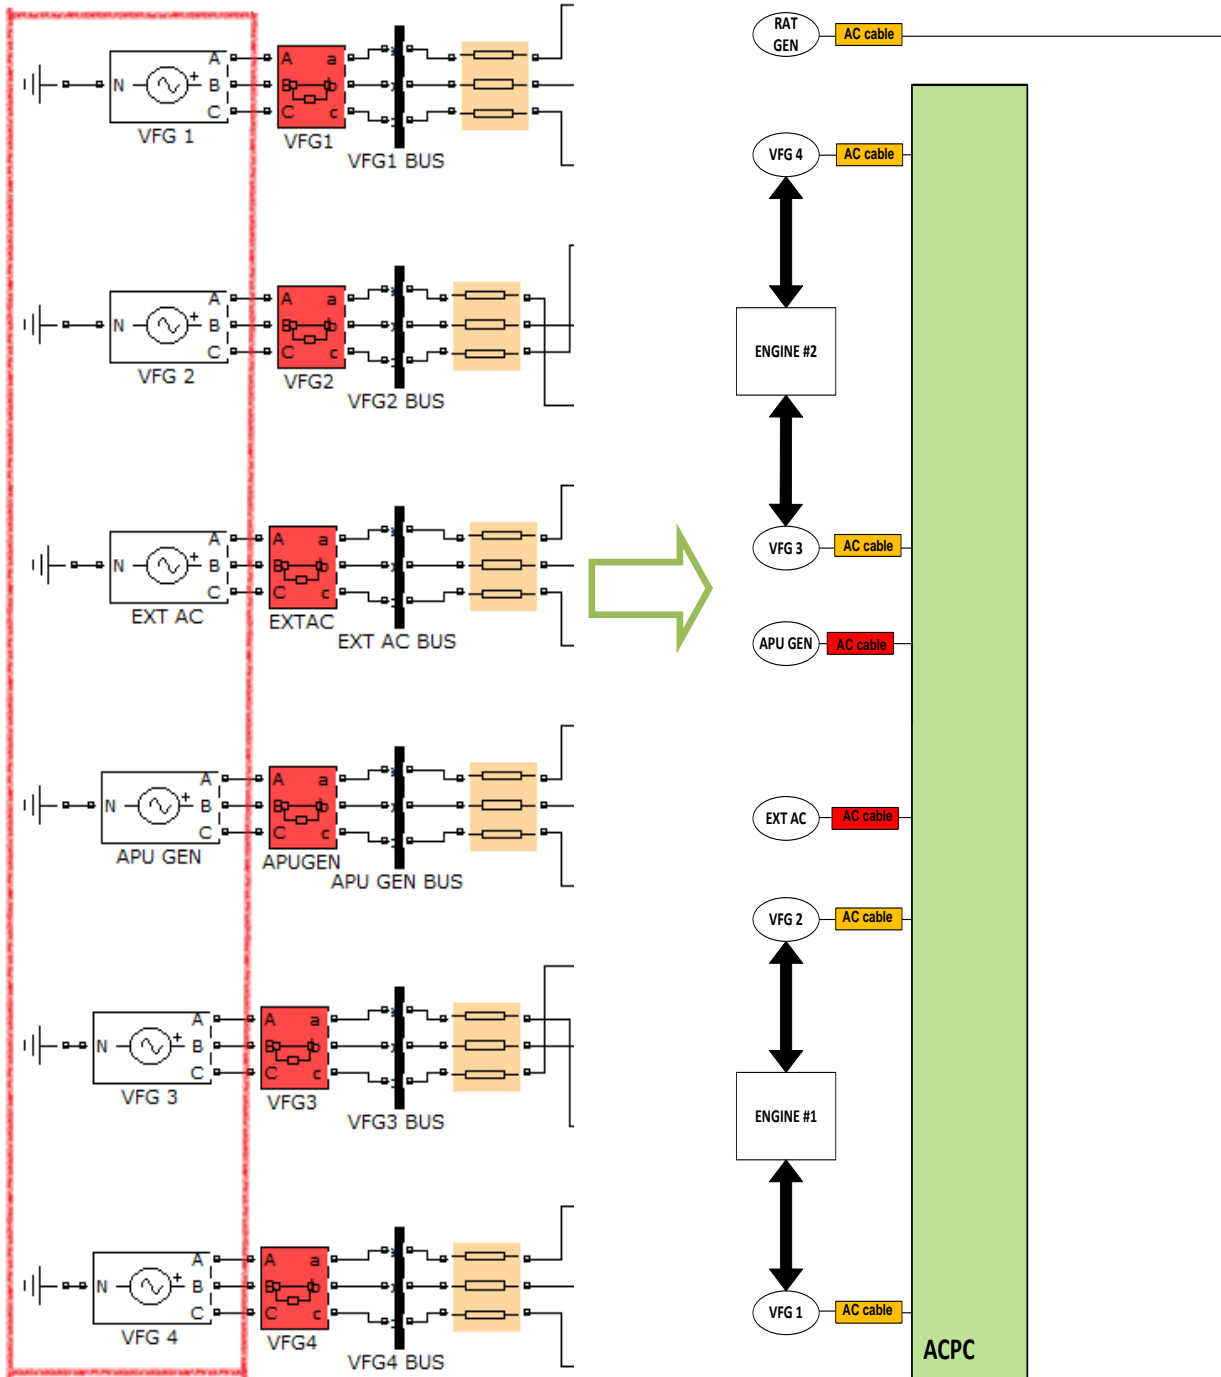 A
N
+
B
C
VFG 1
A a
B b
C c
VFG1
VFG1 BUS
A
N
+
B
C
VFG 2
A a
B b
C c
VFG2
VFG2 BUS
A
N
+
B
C
EXT AC
A a
B b
C c
EXTAC
EXT AC BUS
A
N
+
B
C
APU GEN
A a
B b
C c
APUGEN
APU GEN BUS
A
N
+
B
C
VFG 3
A a
B b
C c
VFG3
VFG3 BUS
A
N
+
B
C
VFG 4
A a
B b
C c
VFG4
VFG4 BUS
RAT
GEN
AC cable
VFG 4
AC cable
ENGINE #2
VFG 3
AC cable
APU GEN
AC cable
EXT AC
AC cable
VFG 2
AC cable
ENGINE #1
VFG 1
AC cable
ACPC